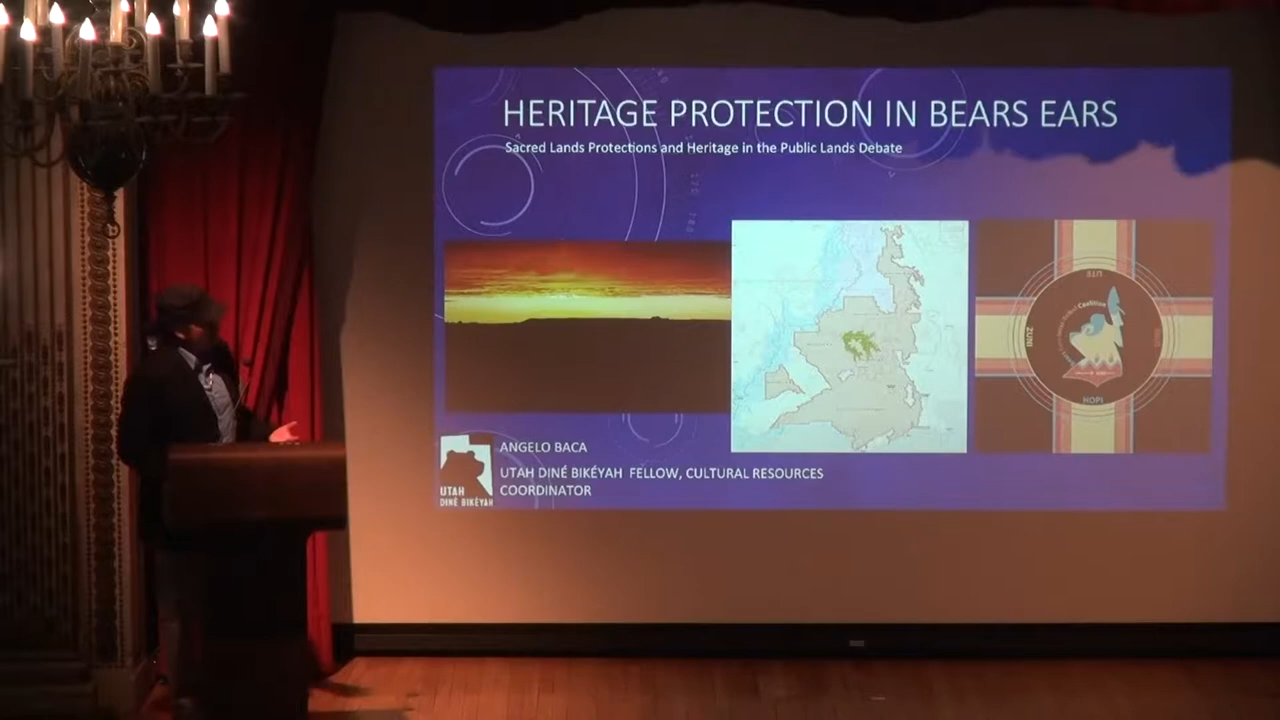 HERITAGE PROTECTION IN BEARS EARS
Sacred Lands Protections and Heritage in the Public Lands Debate
UTE
Coalition
ZUNI
HOPI
ANGELO BACA
UTAH DINÉ BIKÉYAH FELLOW, CULTURAL RESOURCES
COORDINATOR
UTAH
DINÉ BIKÉYAH